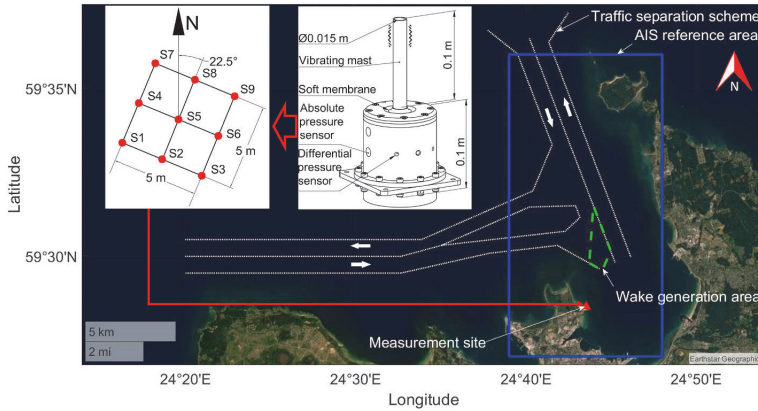 N
S7
22.5°
S8
S9
S4
S5
S6
S1
S2
S3
5 m
5 m
Ø0.015 m
Vibrating mast
Soft membrane
Absolute
pressure
sensor
Differential
pressure
sensor
0.1 m
0.1 m
Traffic separation scheme
AIS reference area
N
Wake generation area
Measurement site
59°35'N
59°30'N
Latitude
5 km
2 mi
Earthstar Geographic
24°20'E
24°30'E
24°40'E
24°50'E
Longitude